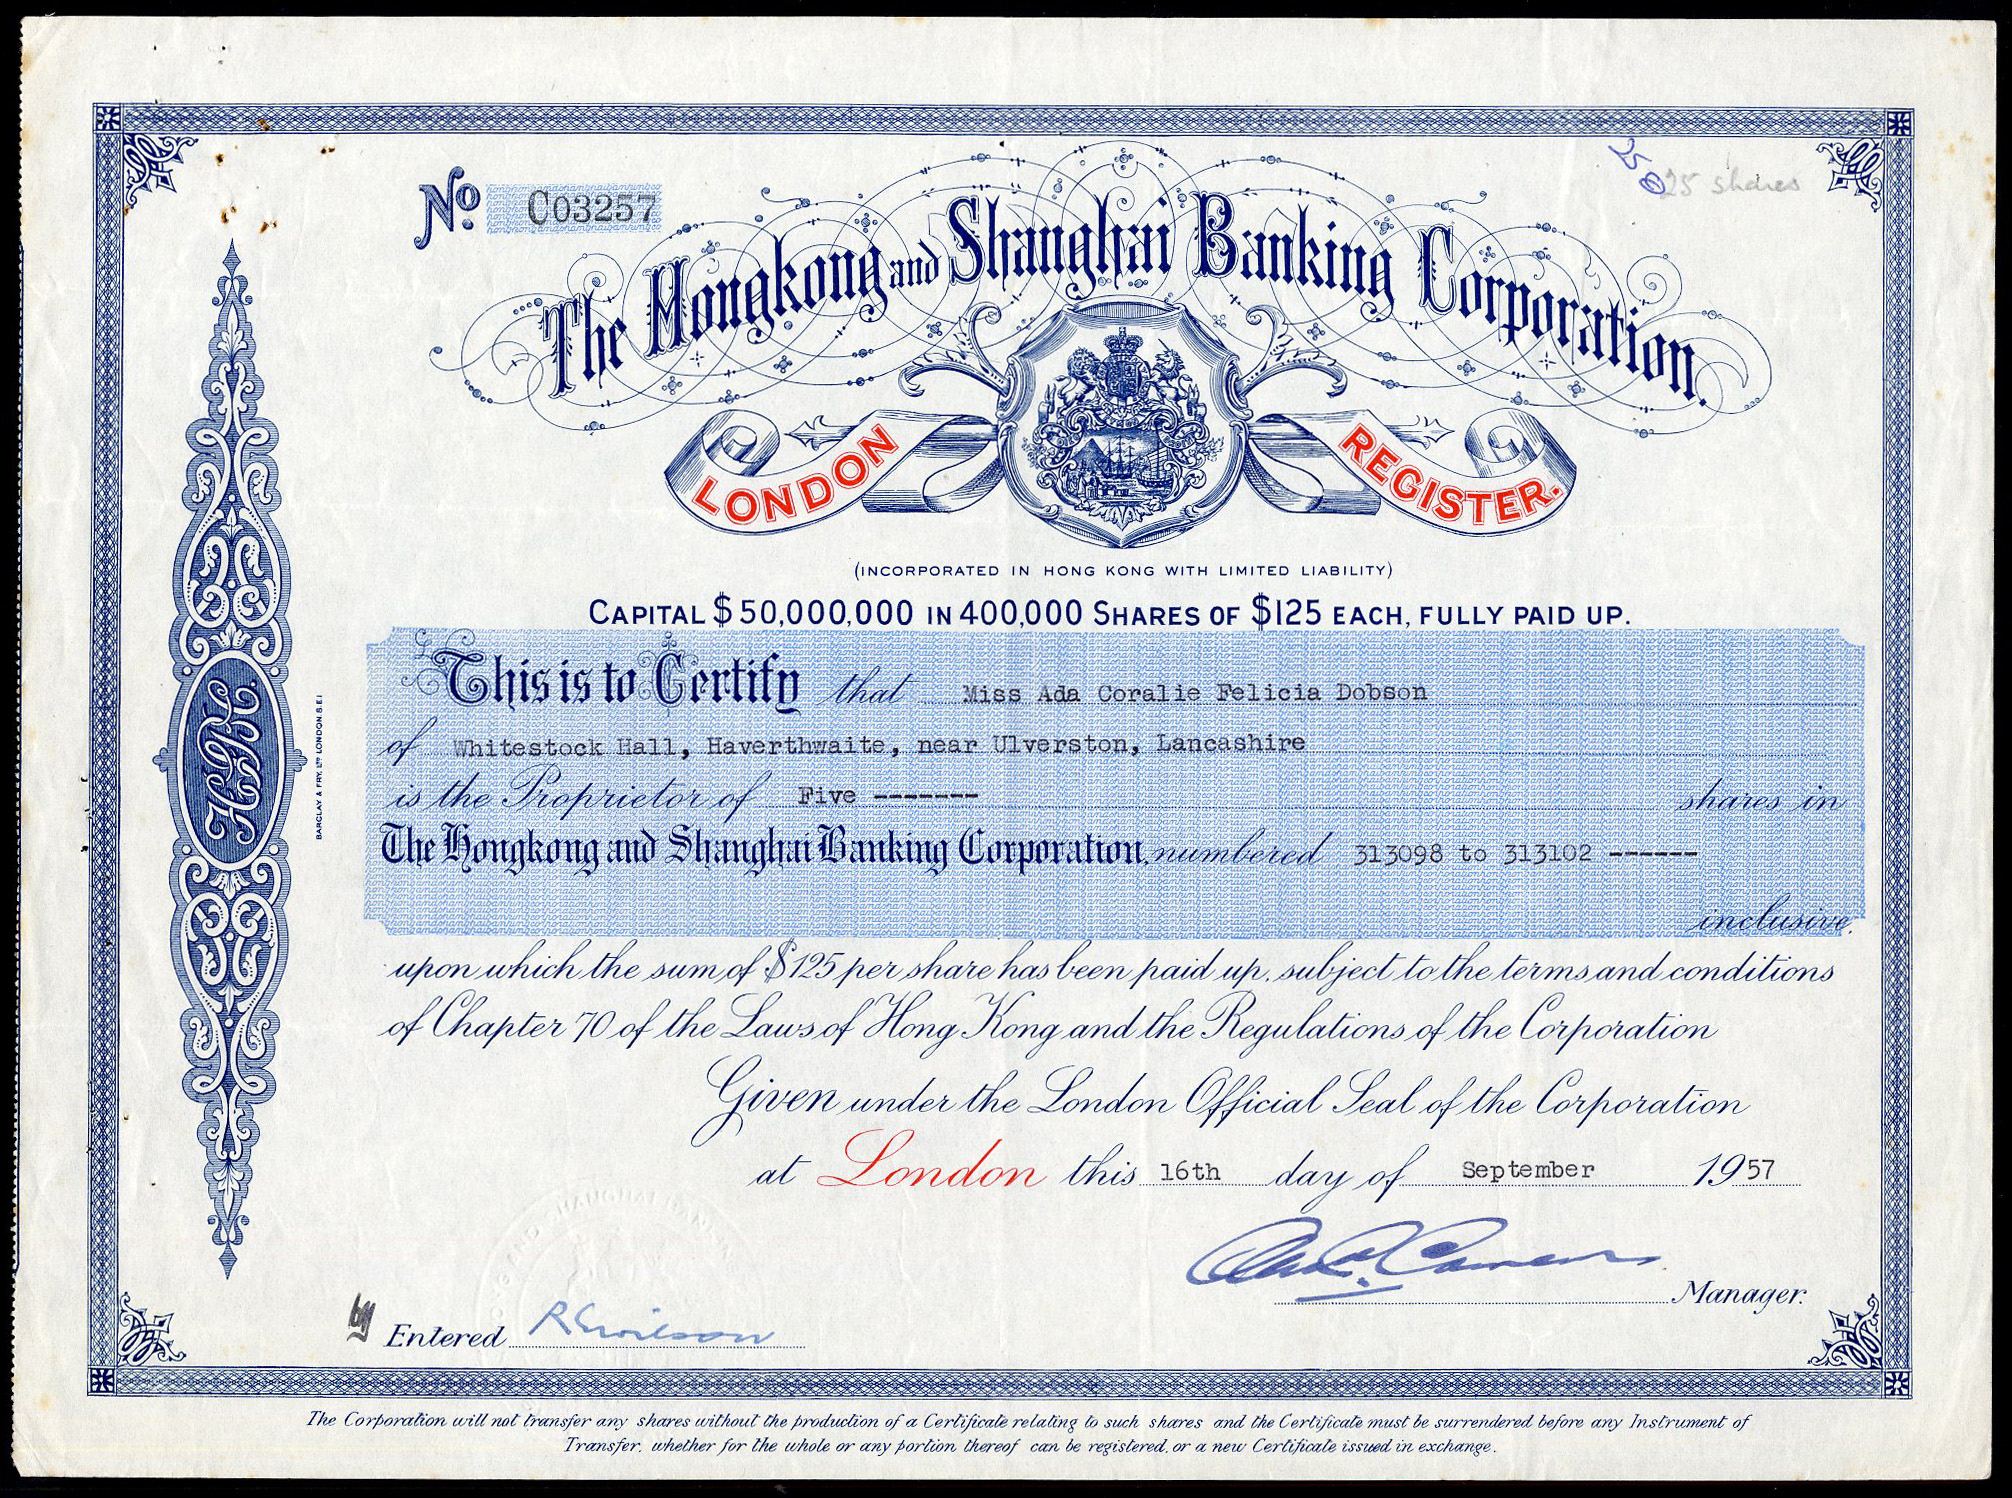 25
25 shares
No. C03257
The Hongkong and Shanghai Banking Corporation.
LONDON REGISTER.
(INCORPORATED IN HONG KONG WITH LIMITED LIABILITY)
CAPITAL $50,000,000 IN 400,000 SHARES OF $125 EACH, FULLY PAID UP.
This is to Certify that Miss Ada Coralie Felicia Dobson
of Whitestock Hall, Haverthwaite, near Ulverston, Lancashire
is the Proprietor of Five ------- shares in
The Hongkong and Shanghai Banking Corporation, numbered 313098 to 313102 ------
inclusive,
upon which the sum of $125 per share has been paid up, subject to the terms and conditions
of Chapter 70 of the Laws of Hong Kong and the Regulations of the Corporation
Given under the London Official Seal of the Corporation
at London this 16th day of September 1957
Manager.
Entered
The Corporation will not transfer any shares without the production of a Certificate relating to such shares and the Certificate must be surrendered before any Instrument of
Transfer, whether for the whole or any portion thereof can be registered, or a new Certificate issued in exchange.
HSBC
BARCLAY & FRY, LTD LONDON S.E.1